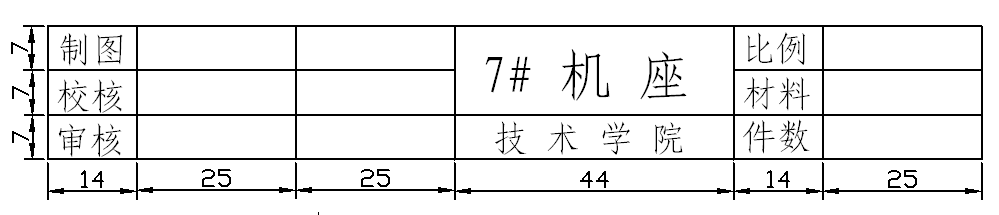 7 制图 7# 机 座 比例
7 校核 材料
7 审核 技 术 学 院 件数
14 25 25 44 14 25